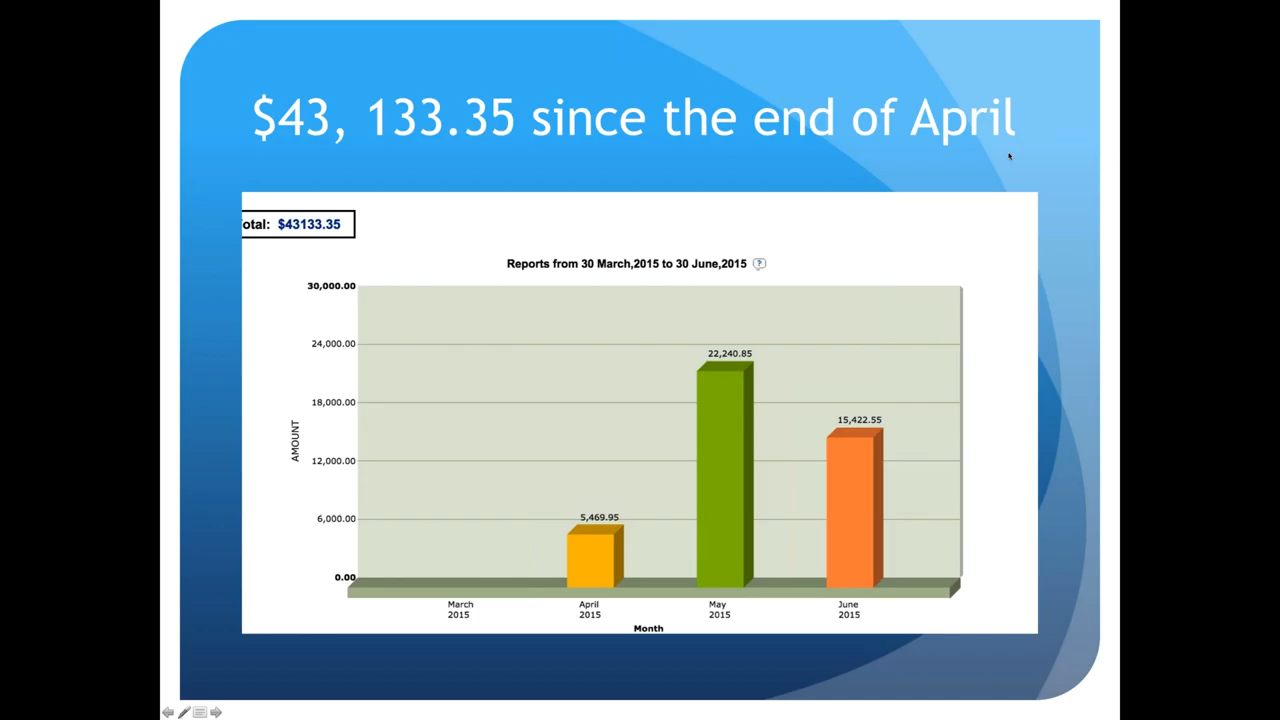 $43, 133.35 since the end of April
otal: $43133.35
Reports from 30 March,2015 to 30 June,2015 ?
30,000.00
24,000.00
18,000.00
12,000.00
6,000.00
0.00
AMOUNT
5,469.95
22,240.85
15,422.55
March
2015
April
2015
May
2015
June
2015
Month